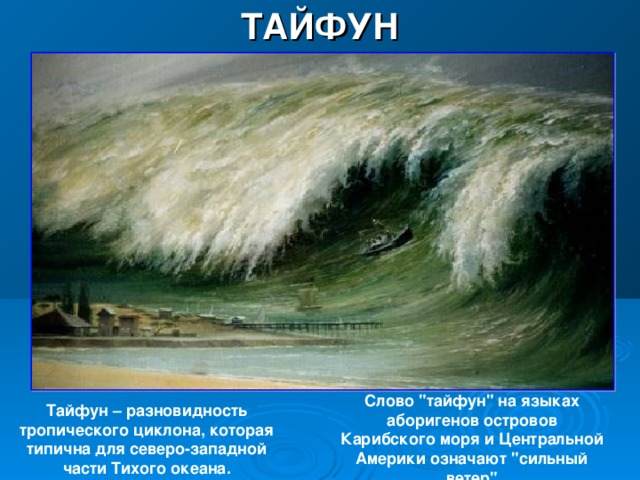 ТАЙФУН
Тайфун – разновидность
тропического циклона, которая
типична для северо-западной
части Тихого океана.
Слово "тайфун" на языках
аборигенов островов
Карибского моря и Центральной
Америки означают "сильный
ветер"